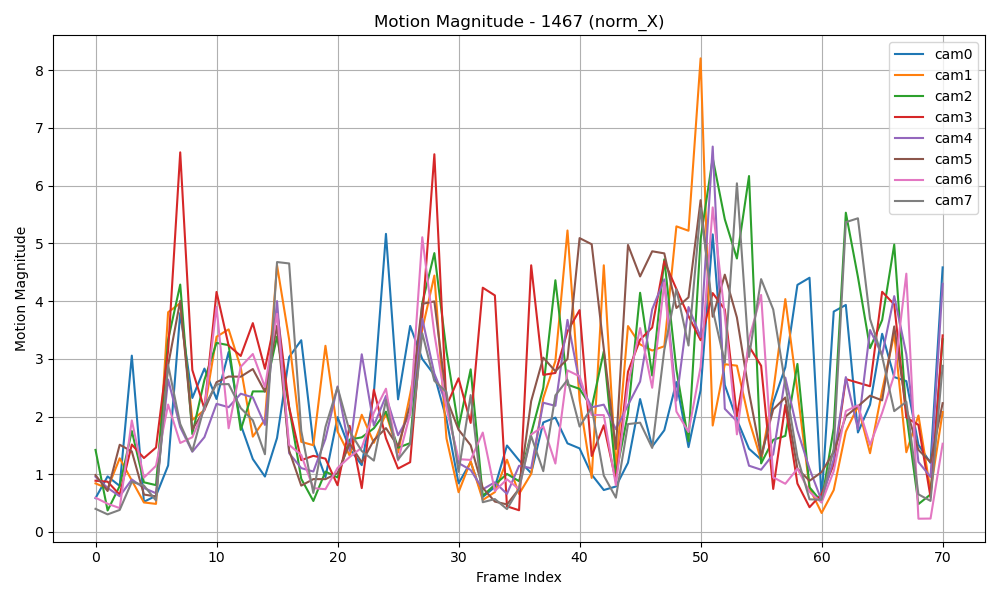 Motion Magnitude - 1467 (norm_X)
Motion Magnitude
8
7
6
5
4
3
2
1
0
0 10 20 30 40 50 60 70
Frame Index
cam0
cam1
cam2
cam3
cam4
cam5
cam6
cam7